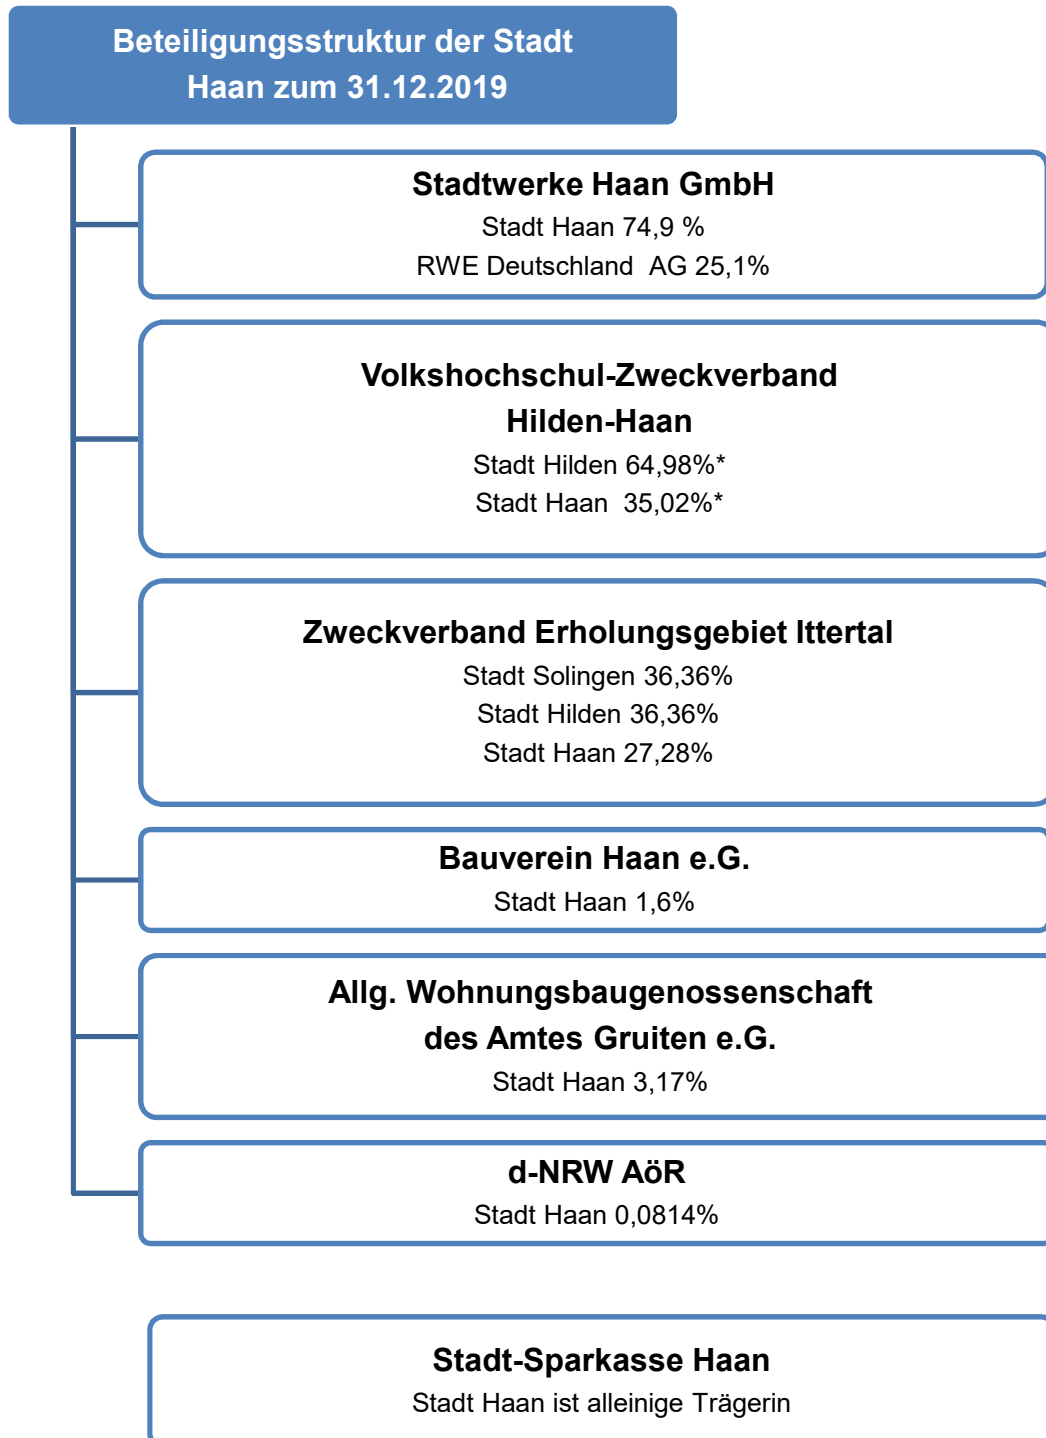 Beteiligungsstruktur der Stadt
Haan zum 31.12.2019
Stadtwerke Haan GmbH
Stadt Haan 74,9 %
RWE Deutschland AG 25,1%
Volkshochschul-Zweckverband
Hilden-Haan
Stadt Hilden 64,98%*
Stadt Haan 35,02%*
Zweckverband Erholungsgebiet Ittertal
Stadt Solingen 36,36%
Stadt Hilden 36,36%
Stadt Haan 27,28%
Bauverein Haan e.G.
Stadt Haan 1,6%
Allg. Wohnungsbaugenossenschaft
des Amtes Gruiten e.G.
Stadt Haan 3,17%
d-NRW AöR
Stadt Haan 0,0814%
Stadt-Sparkasse Haan
Stadt Haan ist alleinige Trägerin